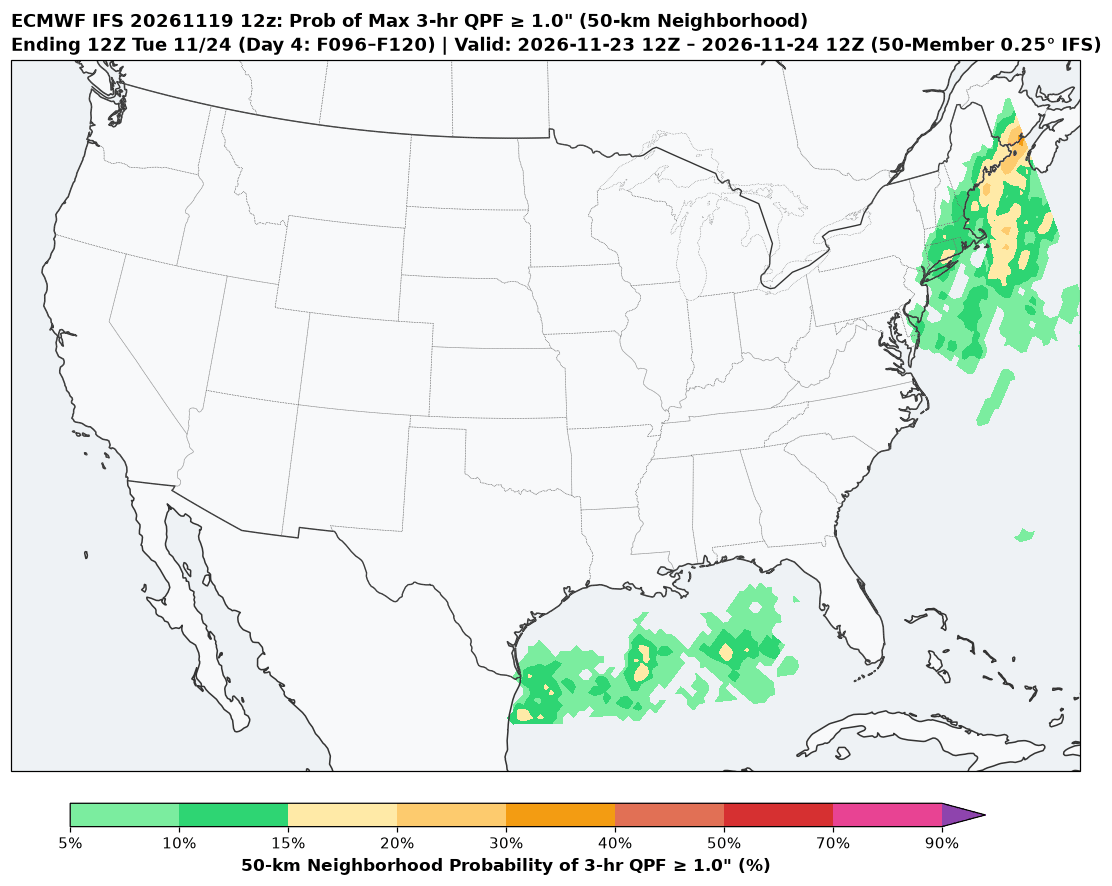 ECMWF IFS 20261119 12z: Prob of Max 3-hr QPF ≥ 1.0" (50-km Neighborhood)
Ending 12Z Tue 11/24 (Day 4: F096–F120) | Valid: 2026-11-23 12Z – 2026-11-24 12Z (50-Member 0.25° IFS)
5% 10% 15% 20% 30% 40% 50% 70% 90%
50-km Neighborhood Probability of 3-hr QPF ≥ 1.0" (%)